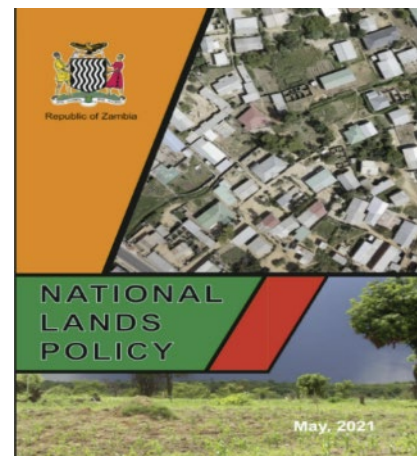 Republic of Zambia
NATIONAL
LANDS
POLICY
May, 2021